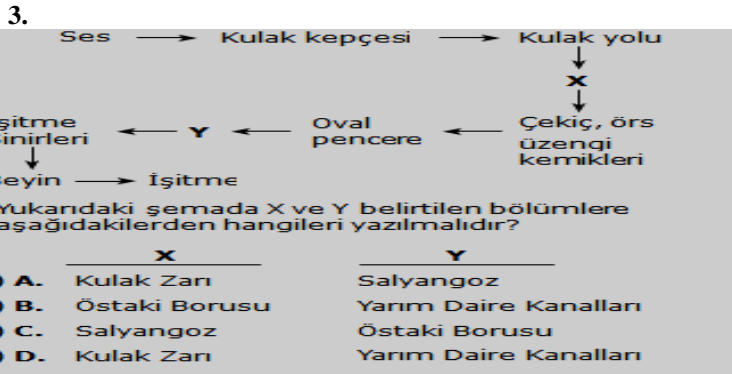 3.
Ses → Kulak kepçesi → Kulak yolu
X
şitme Oval Çekiç, örs
inirleri ← Y ← pencere ← üzengi
kemikleri
eyin → İşitme
Yukarıdaki şemada X ve Y belirtilen bölümlere
aşağıdakilerden hangileri yazılmalıdır?
X Y
A. Kulak Zarı Salyangoz
B. Östaki Borusu Yarım Daire Kanalları
C. Salyangoz Östaki Borusu
D. Kulak Zarı Yarım Daire Kanalları